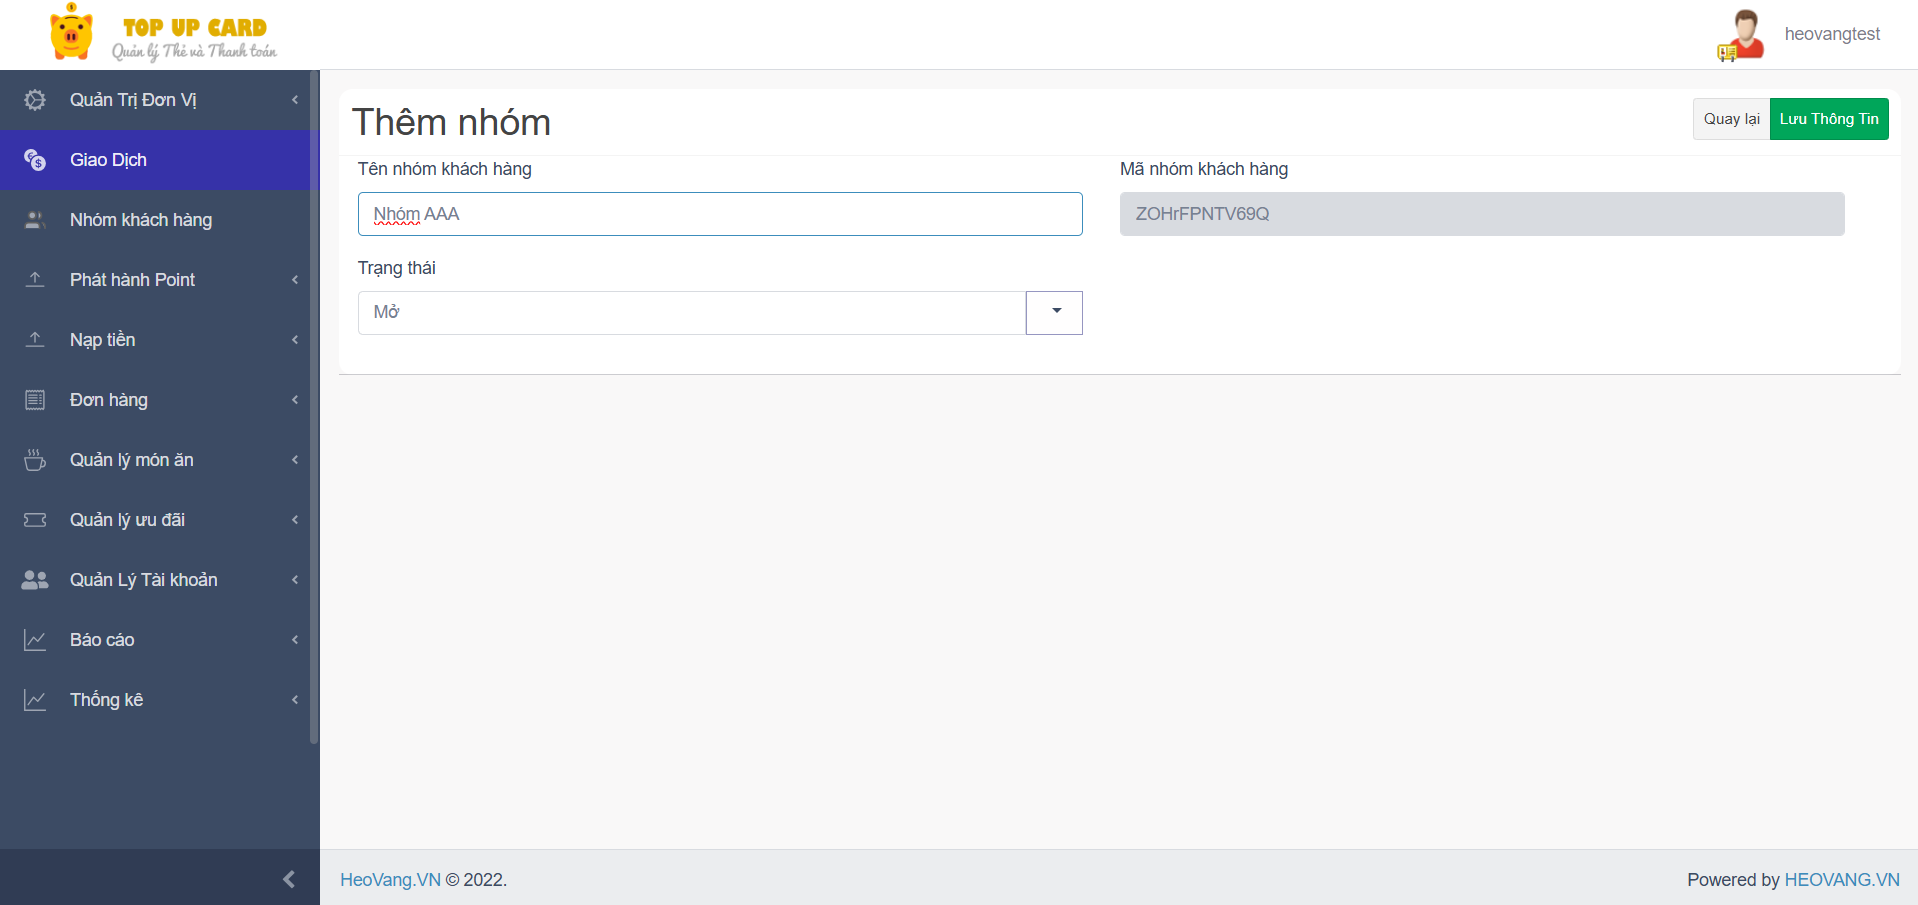 TOP UP CARD
Quản lý Thẻ và Thanh toán
heovangtest
Quản Trị Đơn Vị
Giao Dịch
Nhóm khách hàng
Phát hành Point
Nạp tiền
Đơn hàng
Quản lý món ăn
Quản lý ưu đãi
Quản Lý Tài khoản
Báo cáo
Thống kê
Thêm nhóm
Quay lại
Lưu Thông Tin
Tên nhóm khách hàng
Nhóm AAA
Mã nhóm khách hàng
ZOHrFPNTV69Q
Trạng thái
Mở
HeoVang.VN © 2022.
Powered by HEOVANG.VN